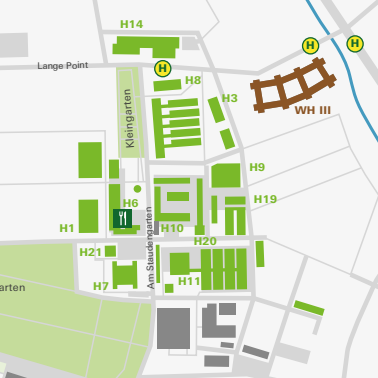 H14
H
H
Lange Point
H
H8
Kleingarten
H3
WH III
H9
H6
H19
H1
H10
Am Staudengarten
H20
H21
H7
H11
arten